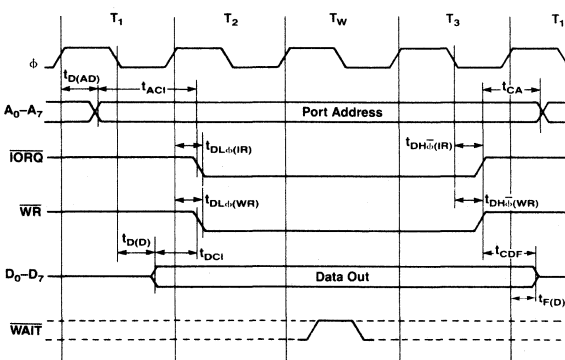 T1 T2 TW T3 T1
ϕ
tD(AD) tACI tCA
A0–A7 Port Address
IORQ tDLϕ(IR) tDHϕ̅(IR)
WR tDLϕ(WR) tDHϕ̅(WR)
tD(D) tDCI tCDF
D0–D7 Data Out
tF(D)
WAIT